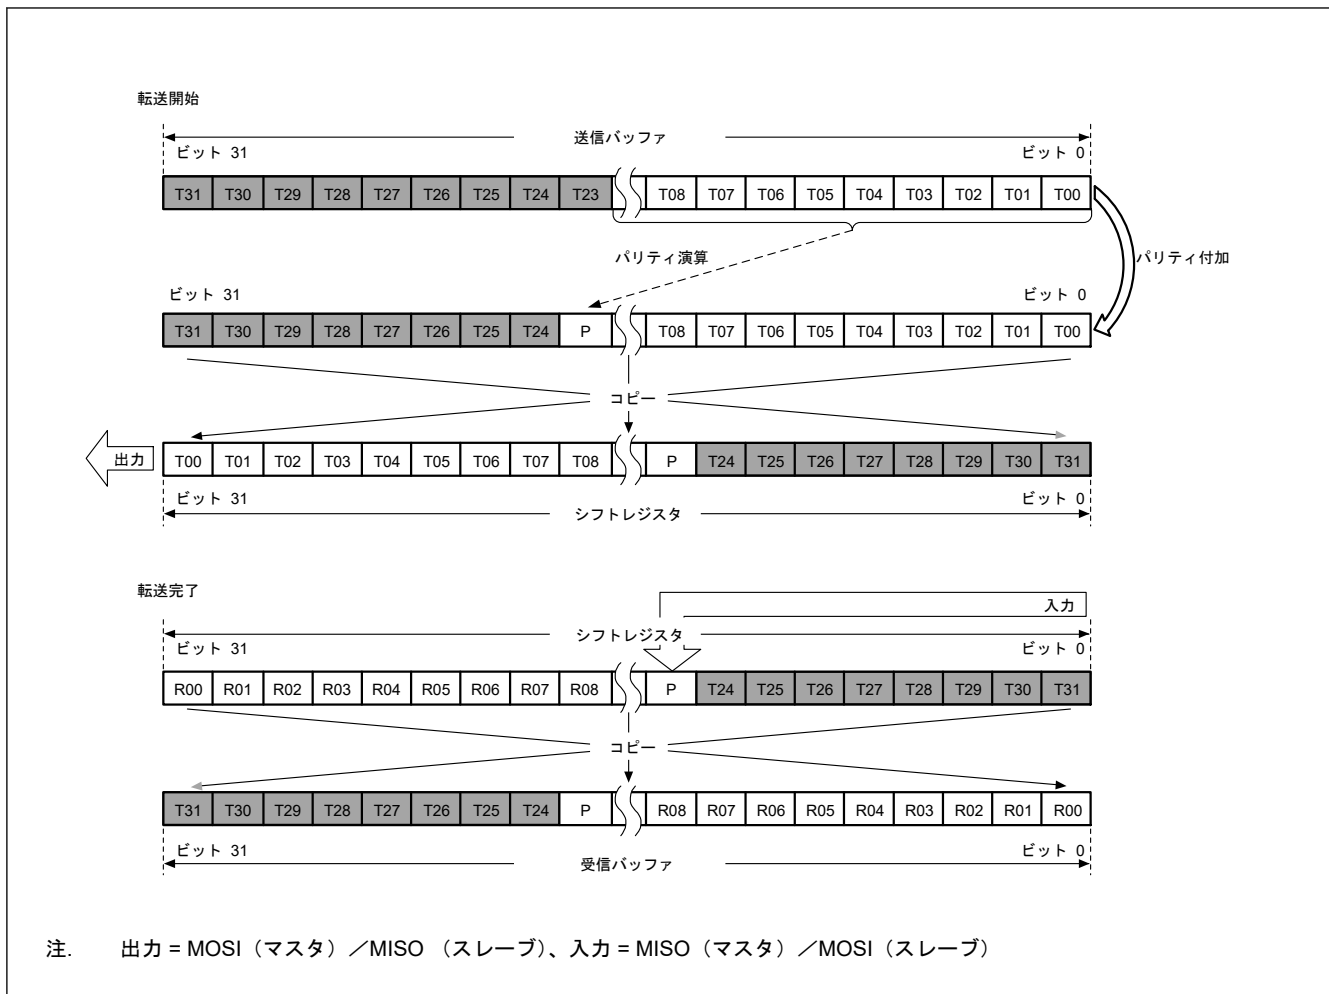 転送開始
送信バッファ
ビット 31 ビット 0
T31 T30 T29 T28 T27 T26 T25 T24 T23 T08 T07 T06 T05 T04 T03 T02 T01 T00
パリティ演算 パリティ付加
ビット 31 ビット 0
T31 T30 T29 T28 T27 T26 T25 T24 P T08 T07 T06 T05 T04 T03 T02 T01 T00
コピー
出力 T00 T01 T02 T03 T04 T05 T06 T07 T08 P T24 T25 T26 T27 T28 T29 T30 T31
ビット 31 ビット 0
シフトレジスタ
転送完了
入力
シフトレジスタ
ビット 31 ビット 0
R00 R01 R02 R03 R04 R05 R06 R07 R08 P T24 T25 T26 T27 T28 T29 T30 T31
コピー
T31 T30 T29 T28 T27 T26 T25 T24 P R08 R07 R06 R05 R04 R03 R02 R01 R00
ビット 31 ビット 0
受信バッファ
注. 出力 = MOSI（マスタ）／MISO （スレーブ）、入力 = MISO（マスタ）／MOSI（スレーブ）